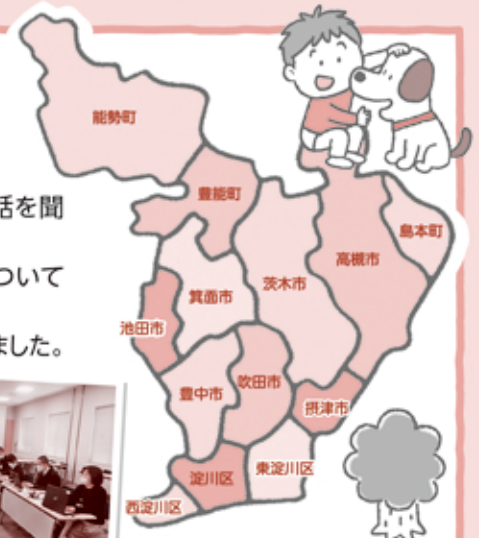 能勢町
豊能町
話を聞
島本町
高槻市
ついて
茨木市
箕面市
池田市
ました。
豊中市
吹田市
摂津市
淀川区
東淀川区
西淀川区